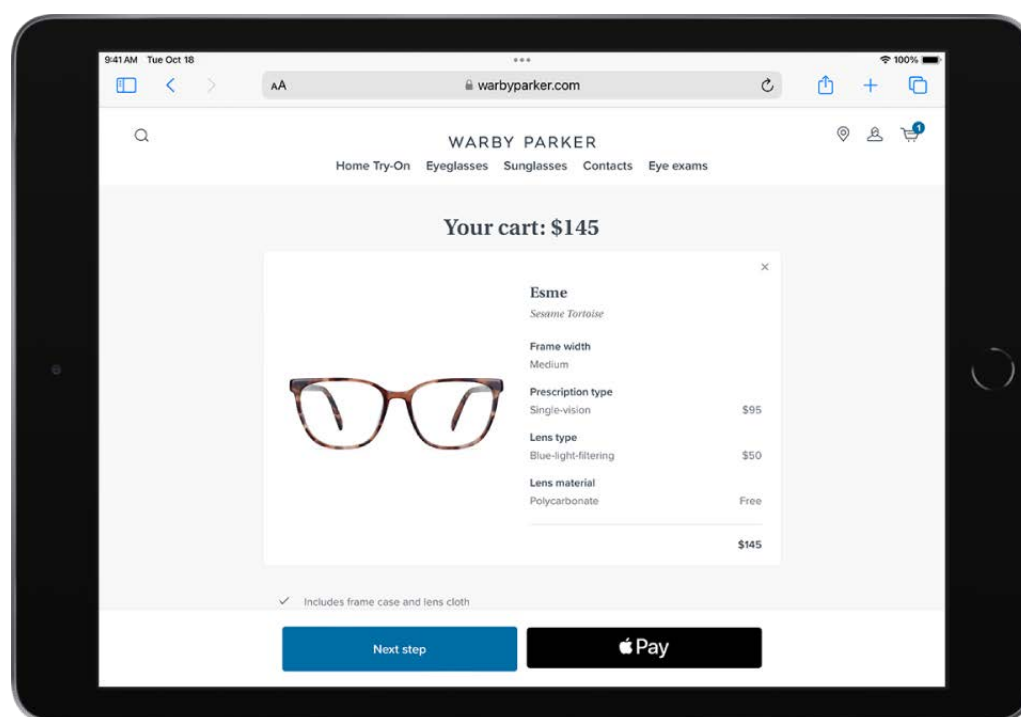 9:41 AM Tue Oct 18
100%
AA
warbyparker.com
1
WARBY PARKER
Home Try-On Eyeglasses Sunglasses Contacts Eye exams
Your cart: $145
Esme
Sesame Tortoise
Frame width
Medium
Prescription type
Single-vision $95
Lens type
Blue-light-filtering $50
Lens material
Polycarbonate Free
$145
Includes frame case and lens cloth
Next step
Pay